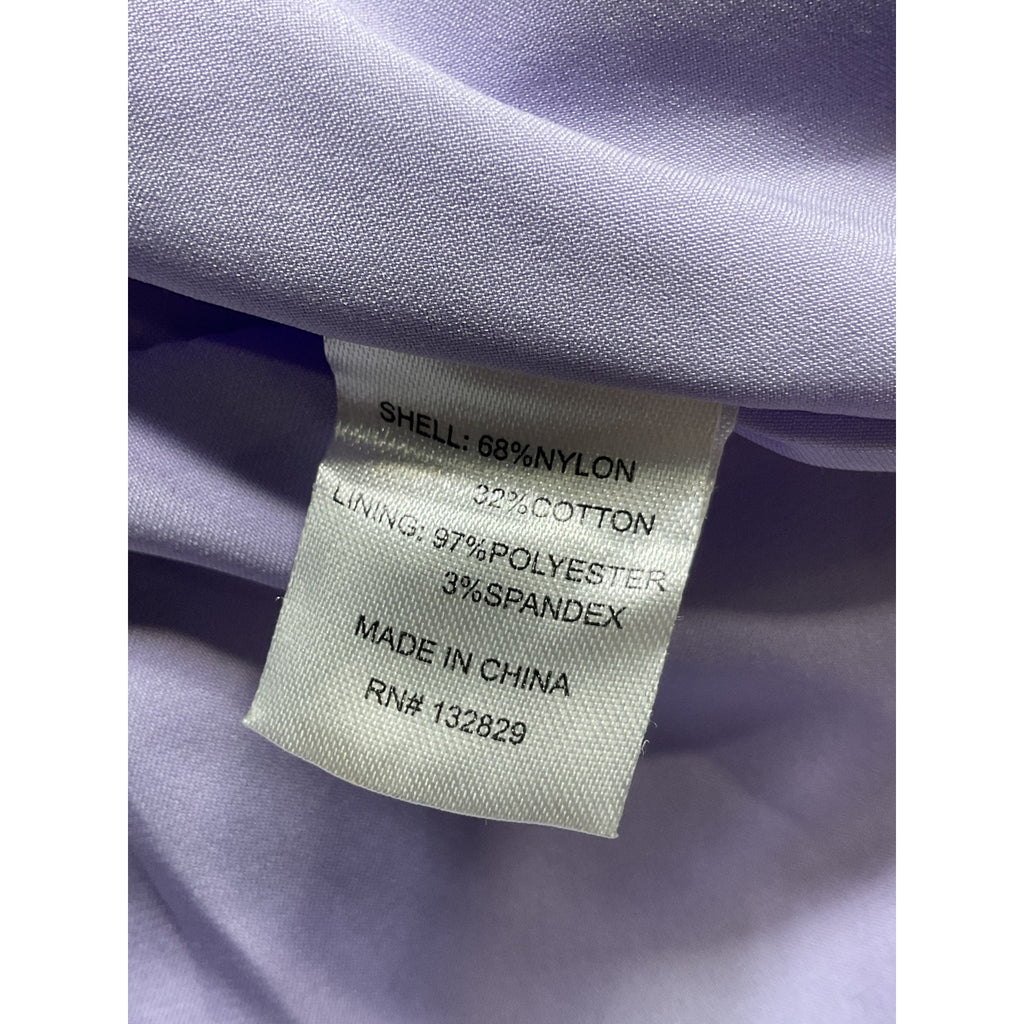 SHELL: 68%NYLON
32%COTTON
LINING: 97%POLYESTER
3%SPANDEX
MADE IN CHINA
RN# 132829